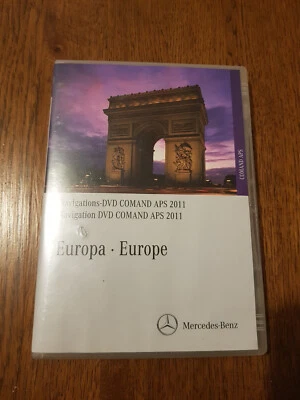 COMAND APS
Navigations-DVD COMAND APS 2011
Navigation DVD COMAND APS 2011
Europa · Europe
Mercedes-Benz